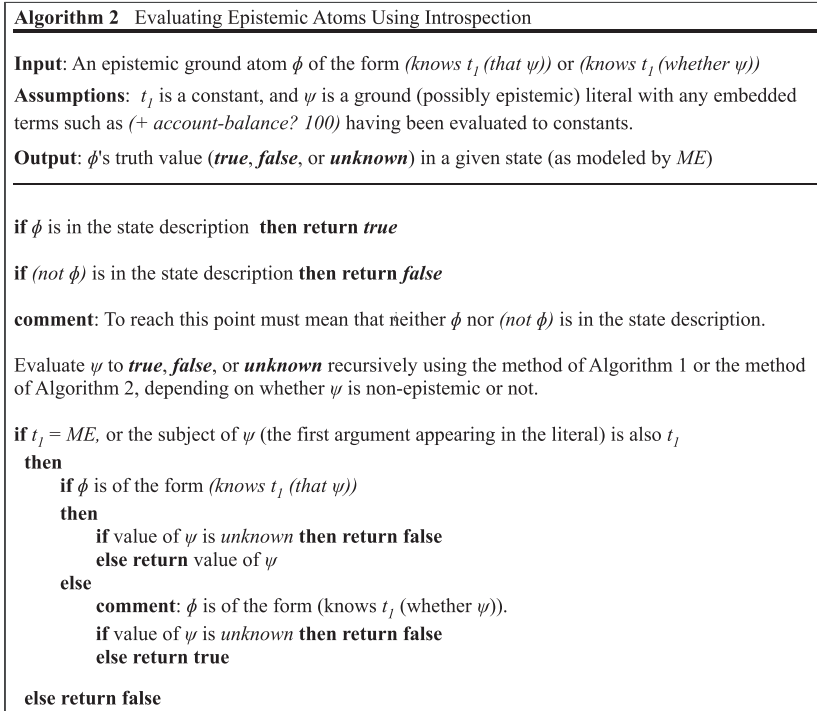 Algorithm 2 Evaluating Epistemic Atoms Using Introspection
Input: An epistemic ground atom ϕ of the form (knows t₁ (that ψ)) or (knows t₁ (whether ψ))
Assumptions: t₁ is a constant, and ψ is a ground (possibly epistemic) literal with any embedded
terms such as (+ account-balance? 100) having been evaluated to constants.
Output: ϕ's truth value (true, false, or unknown) in a given state (as modeled by ME)
if ϕ is in the state description then return true
if (not ϕ) is in the state description then return false
comment: To reach this point must mean that neither ϕ nor (not ϕ) is in the state description.
Evaluate ψ to true, false, or unknown recursively using the method of Algorithm 1 or the method
of Algorithm 2, depending on whether ψ is non-epistemic or not.
if t₁ = ME, or the subject of ψ (the first argument appearing in the literal) is also t₁
then
if ϕ is of the form (knows t₁ (that ψ))
then
if value of ψ is unknown then return false
else return value of ψ
else
comment: ϕ is of the form (knows t₁ (whether ψ)).
if value of ψ is unknown then return false
else return true
else return false